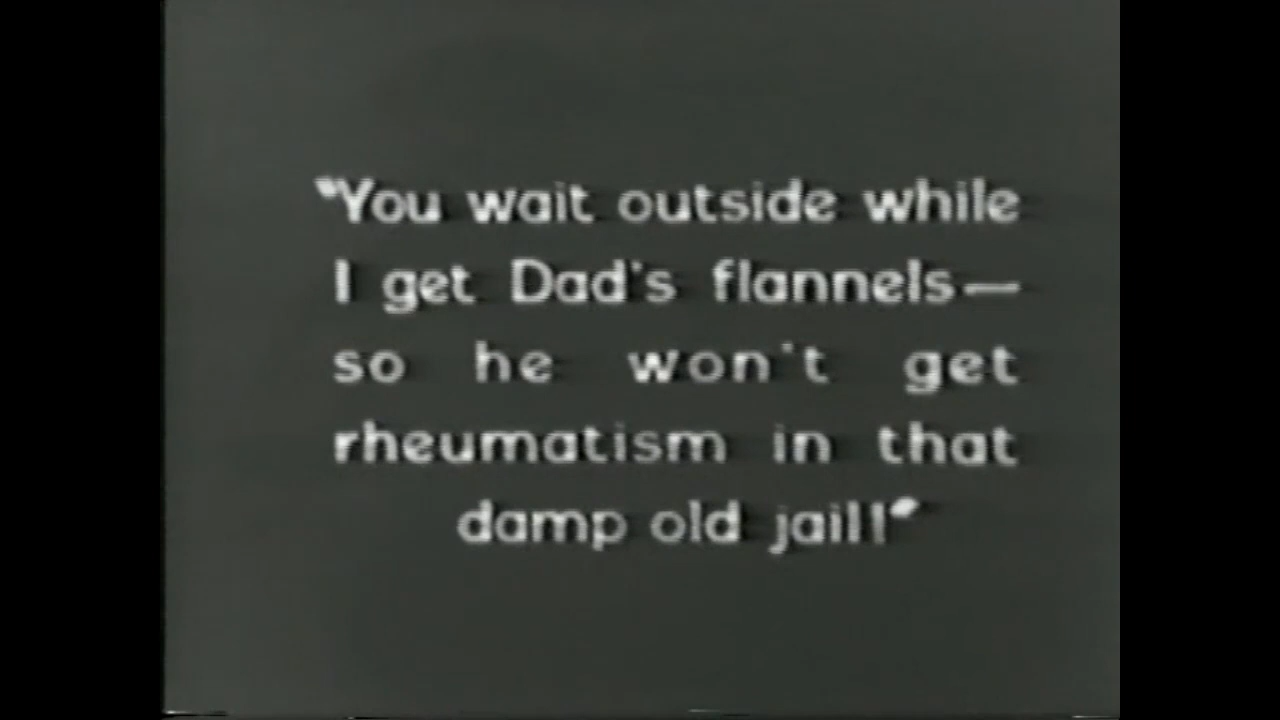 "You wait outside while
I get Dad's flannels—
so he won't get
rheumatism in that
damp old jail!"